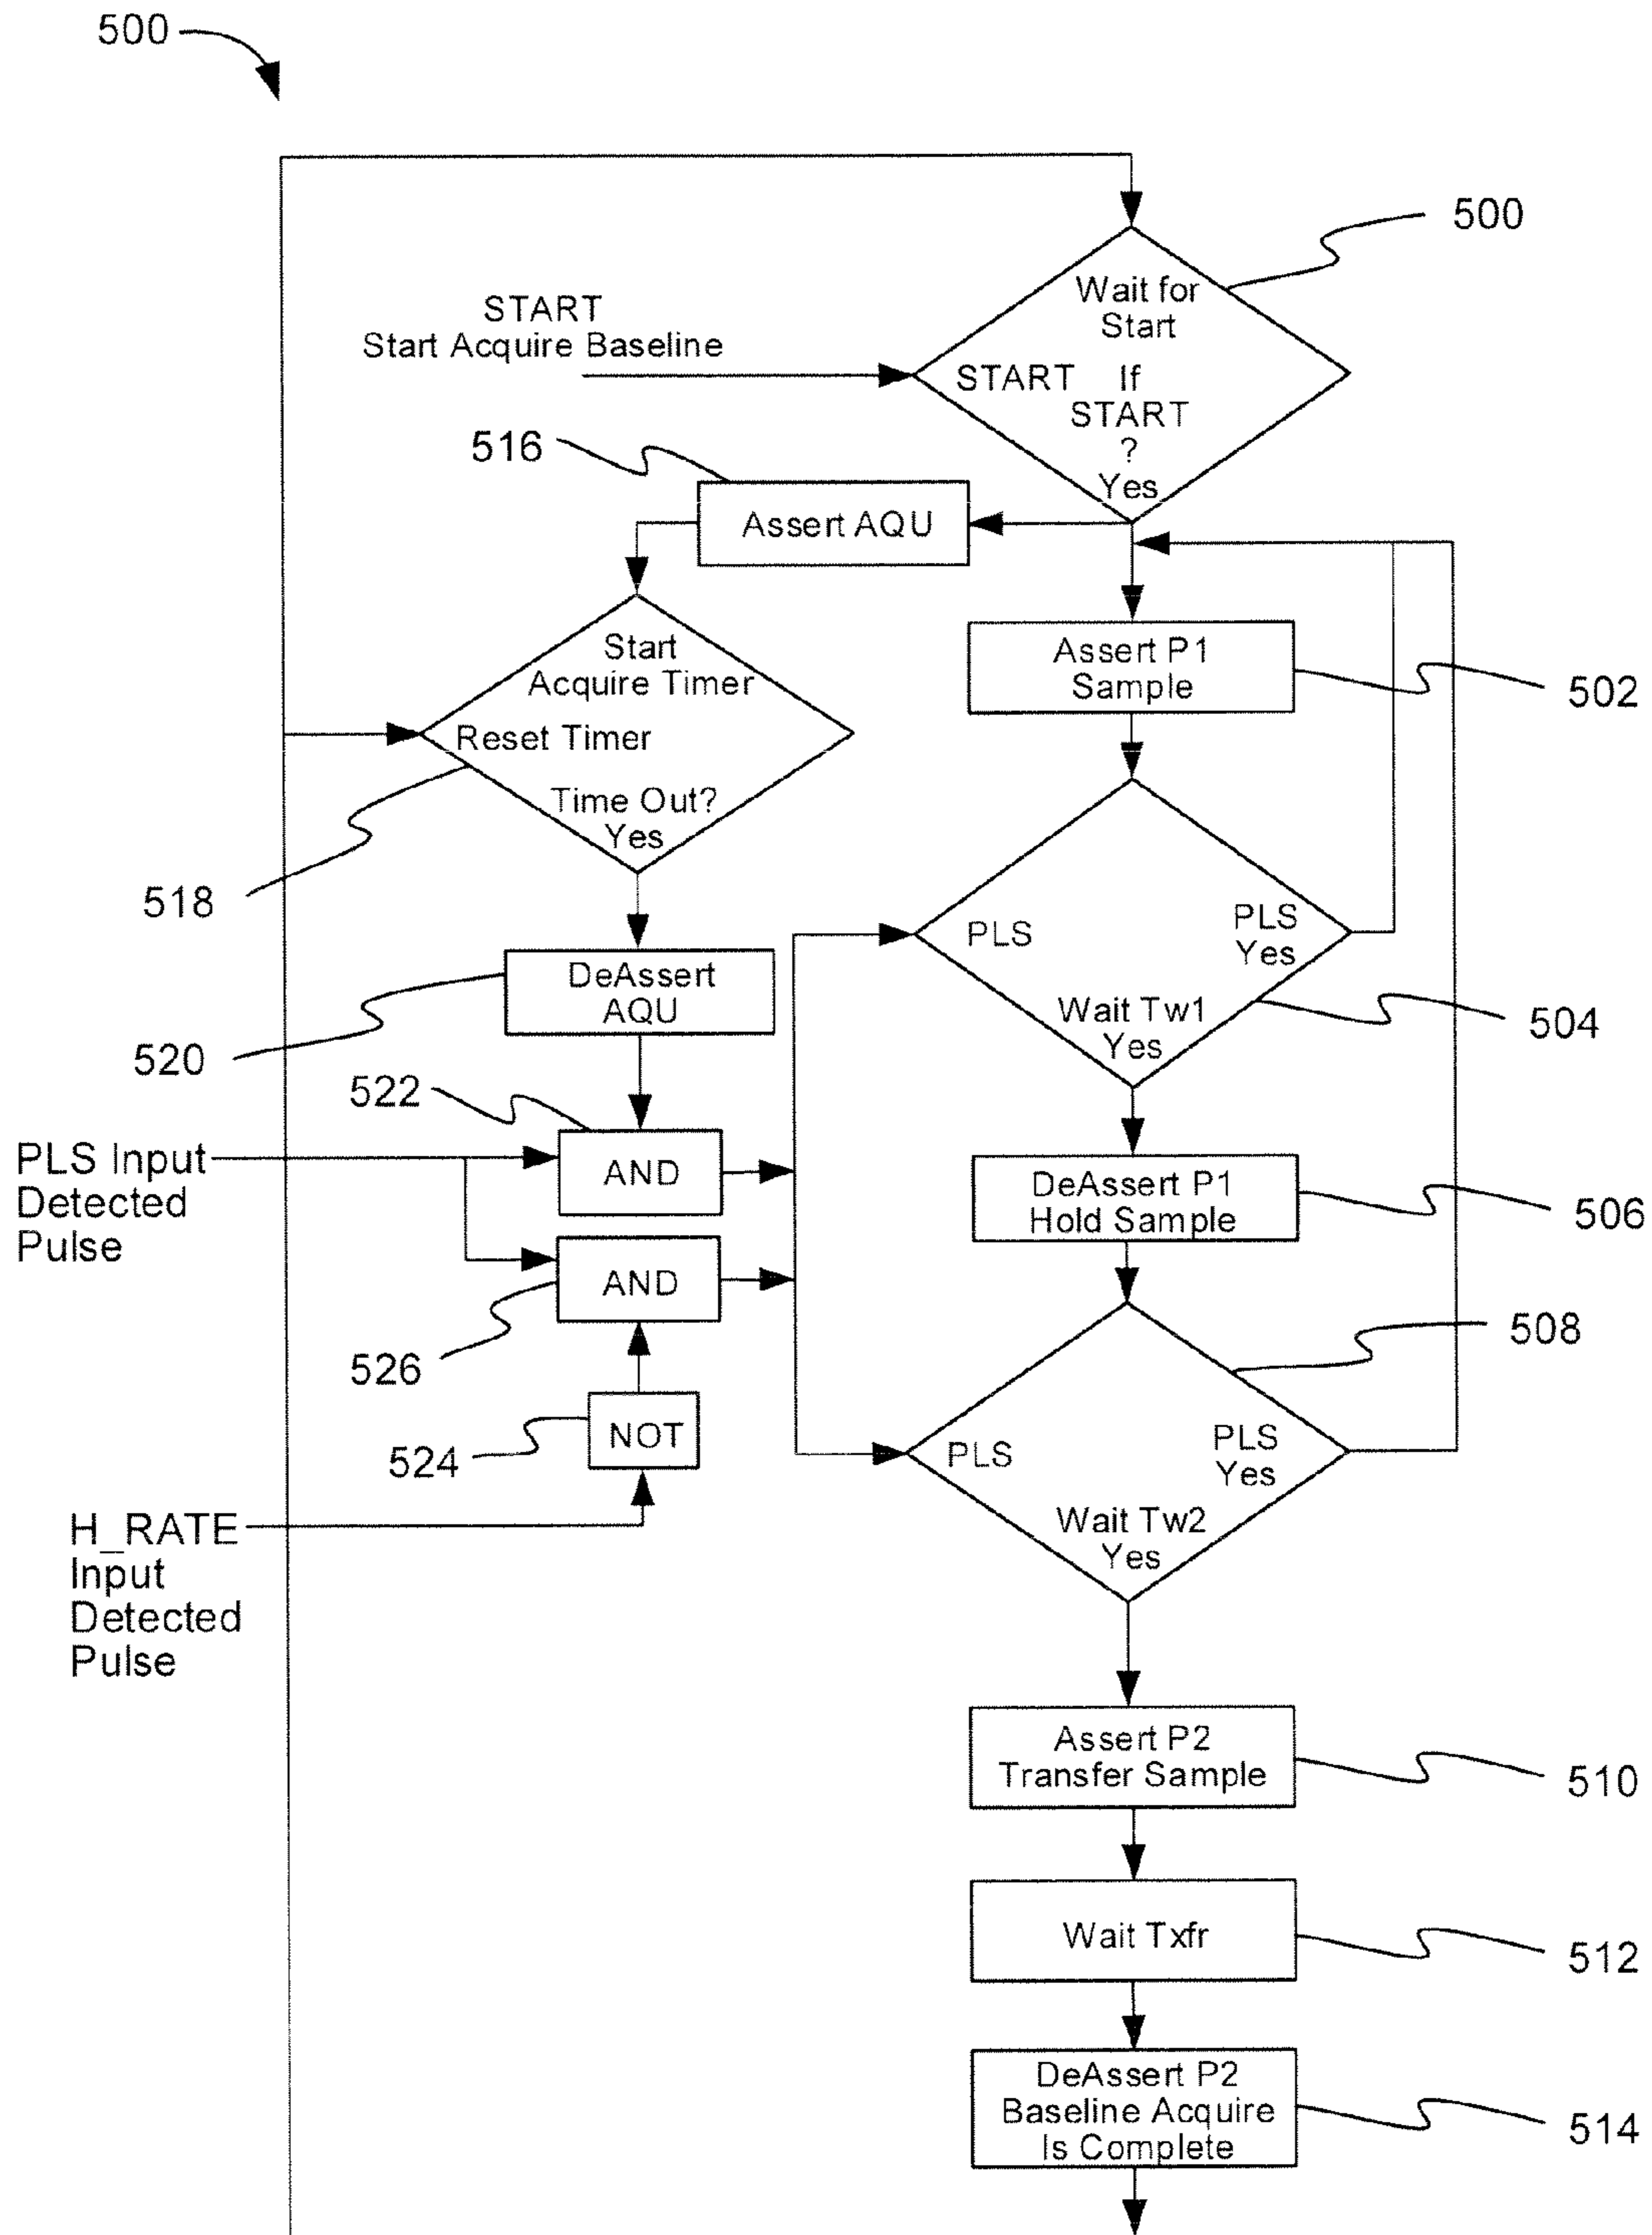 500
500
Wait for
Start
START
Start Acquire Baseline
START If
START
?
Yes
516
Assert AQU
Start
Acquire Timer
Reset Timer
Time Out?
Yes
518
Assert P1
Sample
502
PLS
PLS
Yes
Wait Tw1
Yes
504
DeAssert
AQU
520
522
PLS Input
Detected
Pulse
AND
DeAssert P1
Hold Sample
506
AND
526
508
NOT
524
PLS
PLS
Yes
Wait Tw2
Yes
H_RATE
Input
Detected
Pulse
Assert P2
Transfer Sample
510
Wait Txfr
512
DeAssert P2
Baseline Acquire
Is Complete
514